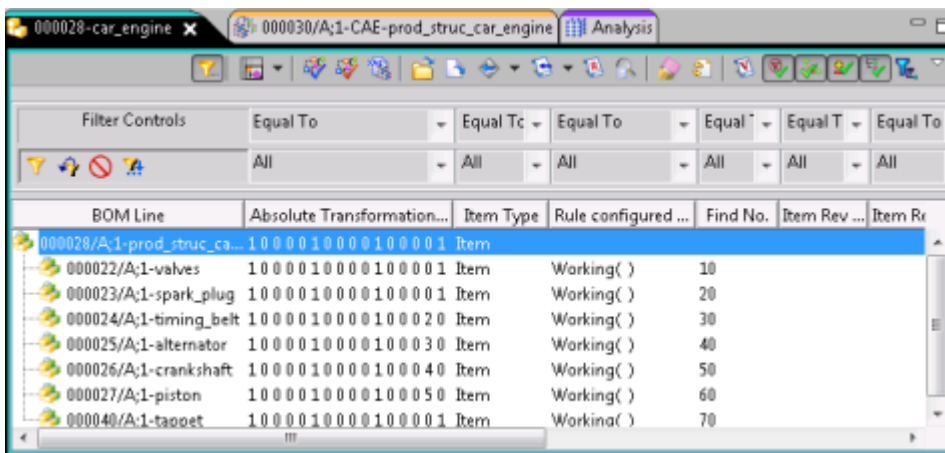 000028-car_engine
000030/A;1-CAE-prod_struc_car_engine
Analysis
Filter Controls
Equal To Equal Tc Equal To Equal T Equal T Equal To
All All All All All All
BOM Line Absolute Transformation... Item Type Rule configured ... Find No. Item Rev ... Item Re
000028/A;1-prod_struc_ca... 1 0 0 0 0 1 0 0 0 0 1 0 0 0 0 1 Item
000022/A;1-valves 1 0 0 0 0 1 0 0 0 0 1 0 0 0 0 1 Item Working( ) 10
000023/A;1-spark_plug 1 0 0 0 0 1 0 0 0 0 1 0 0 0 0 1 Item Working( ) 20
000024/A;1-timing_belt 1 0 0 0 0 1 0 0 0 0 1 0 0 0 2 0 Item Working( ) 30
000025/A;1-alternator 1 0 0 0 0 1 0 0 0 0 1 0 0 0 3 0 Item Working( ) 40
000026/A;1-crankshaft 1 0 0 0 0 1 0 0 0 0 1 0 0 0 4 0 Item Working( ) 50
000027/A;1-piston 1 0 0 0 0 1 0 0 0 0 1 0 0 0 5 0 Item Working( ) 60
000040/A;1-tappet 1 0 0 0 0 1 0 0 0 0 1 0 0 0 0 1 Item Working( ) 70